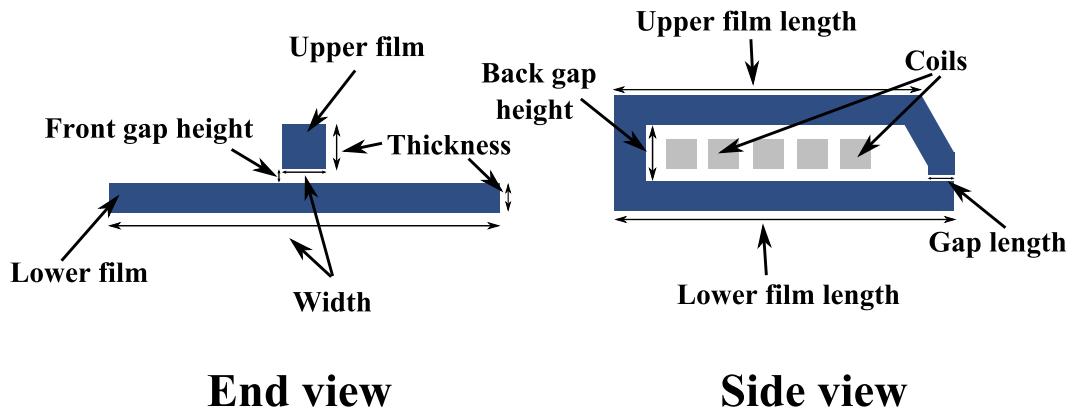 Upper film
Front gap height
Thickness
Lower film
Width
End view
Upper film length
Coils
Back gap
height
Gap length
Lower film length
Side view